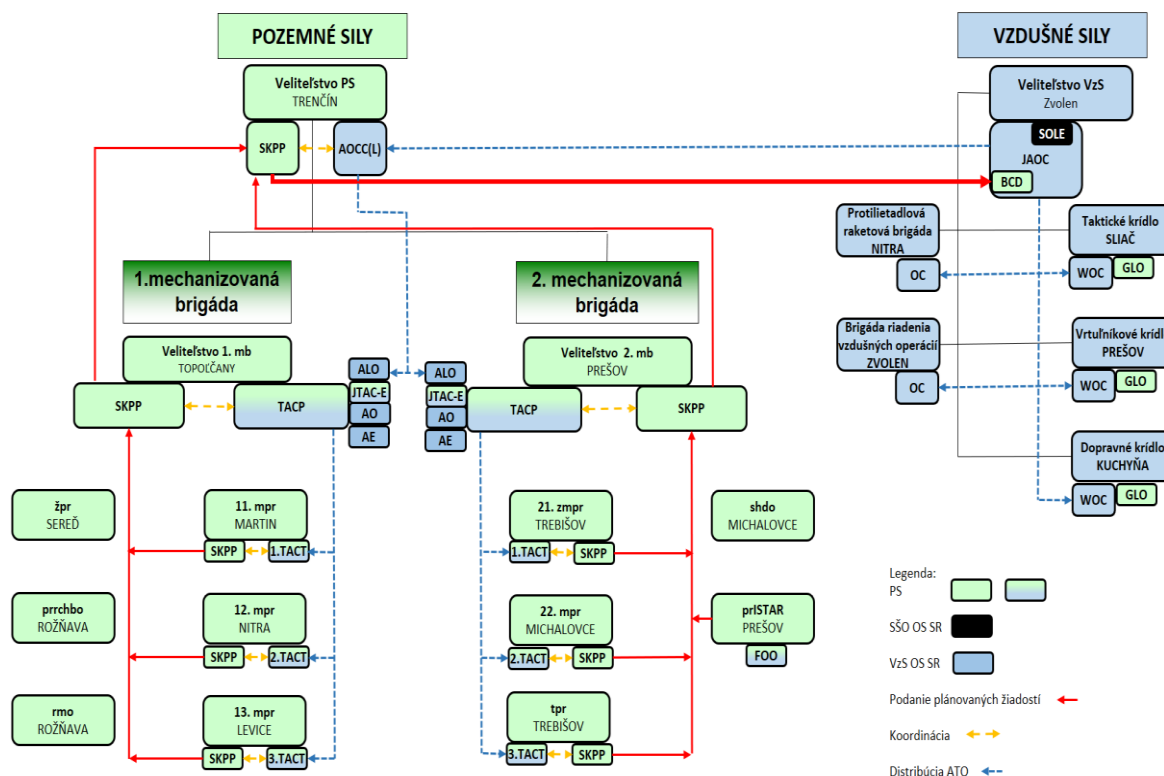 POZEMNÉ SILY
VZDUŠNÉ SILY
Veliteľstvo PS
TRENČÍN
SKPP
AOCC(L)
Veliteľstvo VzS
Zvolen
SOLE
JAOC
BCD
Protilietadlová
raketová brigáda
NITRA
OC
Taktické krídlo
SLIAČ
WOC
GLO
Brigáda riadenia
vzdušných operácií
ZVOLEN
OC
Vrtuľníkové krídlo
PREŠOV
WOC
GLO
Dopravné krídlo
KUCHYŇA
WOC
GLO
1.mechanizovaná
brigáda
2. mechanizovaná
brigáda
Veliteľstvo 1. mb
TOPOĽČANY
SKPP
TACP
ALO
JTAC-E
AO
AE
Veliteľstvo 2. mb
PREŠOV
ALO
JTAC-E
AO
AE
TACP
SKPP
žpr
SEREĎ
11. mpr
MARTIN
SKPP
1.TACT
prrchbo
ROŽŇAVA
12. mpr
NITRA
SKPP
2.TACT
rmo
ROŽŇAVA
13. mpr
LEVICE
SKPP
3.TACT
21. zmpr
TREBIŠOV
1.TACT
SKPP
shdo
MICHALOVCE
22. mpr
MICHALOVCE
2.TACT
SKPP
prISTAR
PREŠOV
FOO
tpr
TREBIŠOV
3.TACT
SKPP
Legenda:
PS
SŠO OS SR
VzS OS SR
Podanie plánovaných žiadostí
Koordinácia
Distribúcia ATO